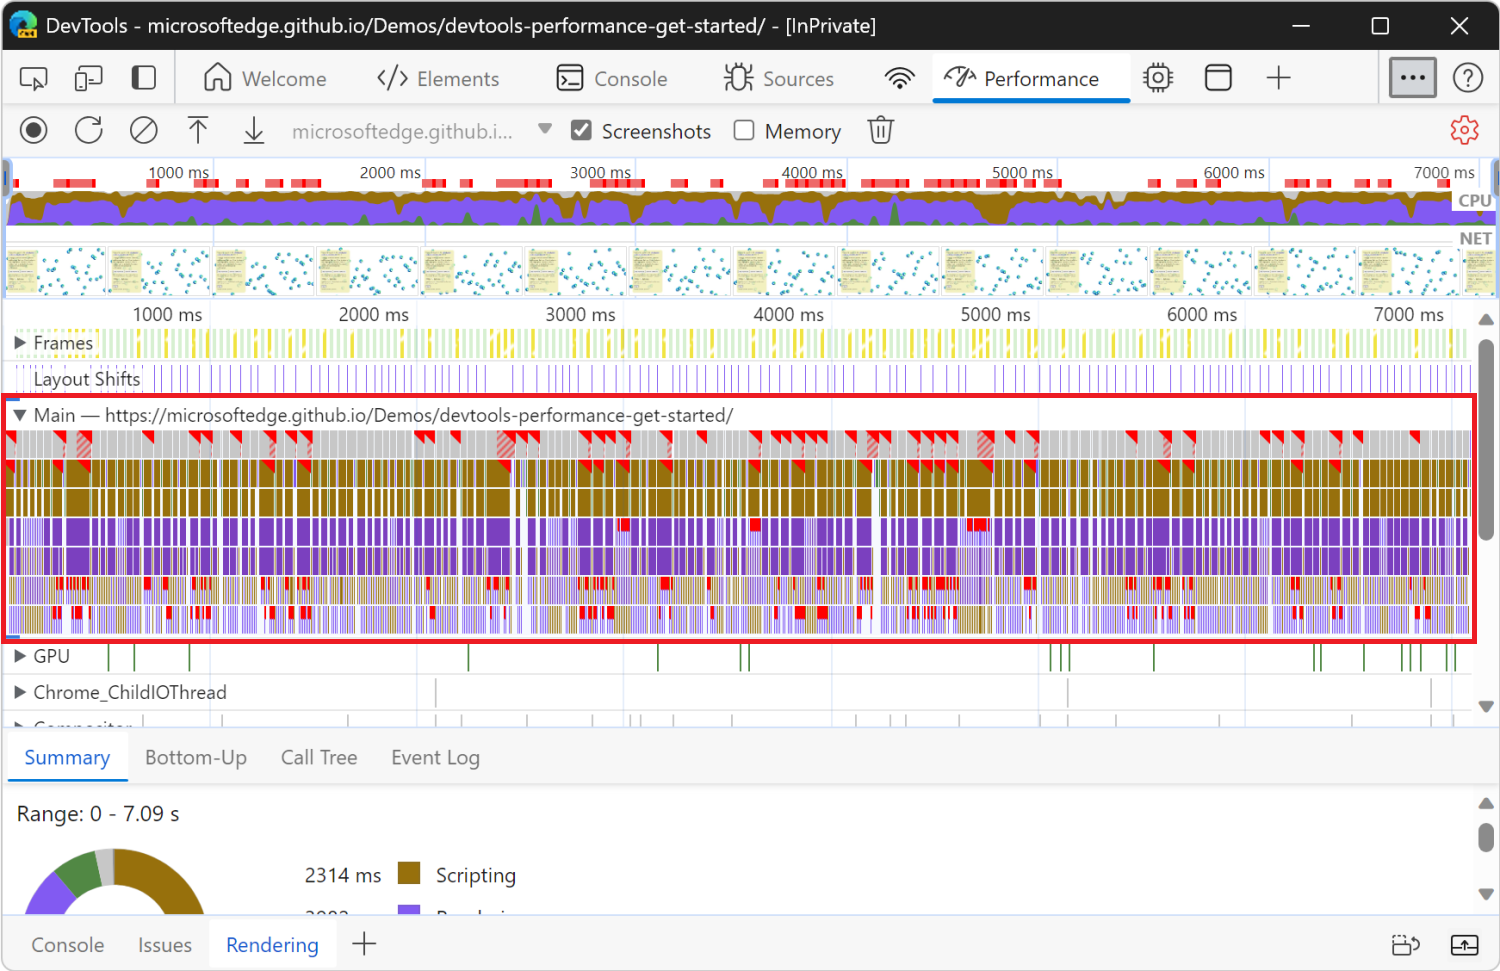 DevTools - microsoftedge.github.io/Demos/devtools-performance-get-started/ - [InPrivate]
Welcome Elements Console Sources Performance
microsoftedge.github.i... Screenshots Memory
1000 ms 2000 ms 3000 ms 4000 ms 5000 ms 6000 ms 7000 ms
CPU
NET
1000 ms 2000 ms 3000 ms 4000 ms 5000 ms 6000 ms 7000 ms
Frames
Layout Shifts
Main — https://microsoftedge.github.io/Demos/devtools-performance-get-started/
GPU
Chrome_ChildIOThread
Compositor
Summary Bottom-Up Call Tree Event Log
Range: 0 - 7.09 s
2314 ms Scripting
Console Issues Rendering